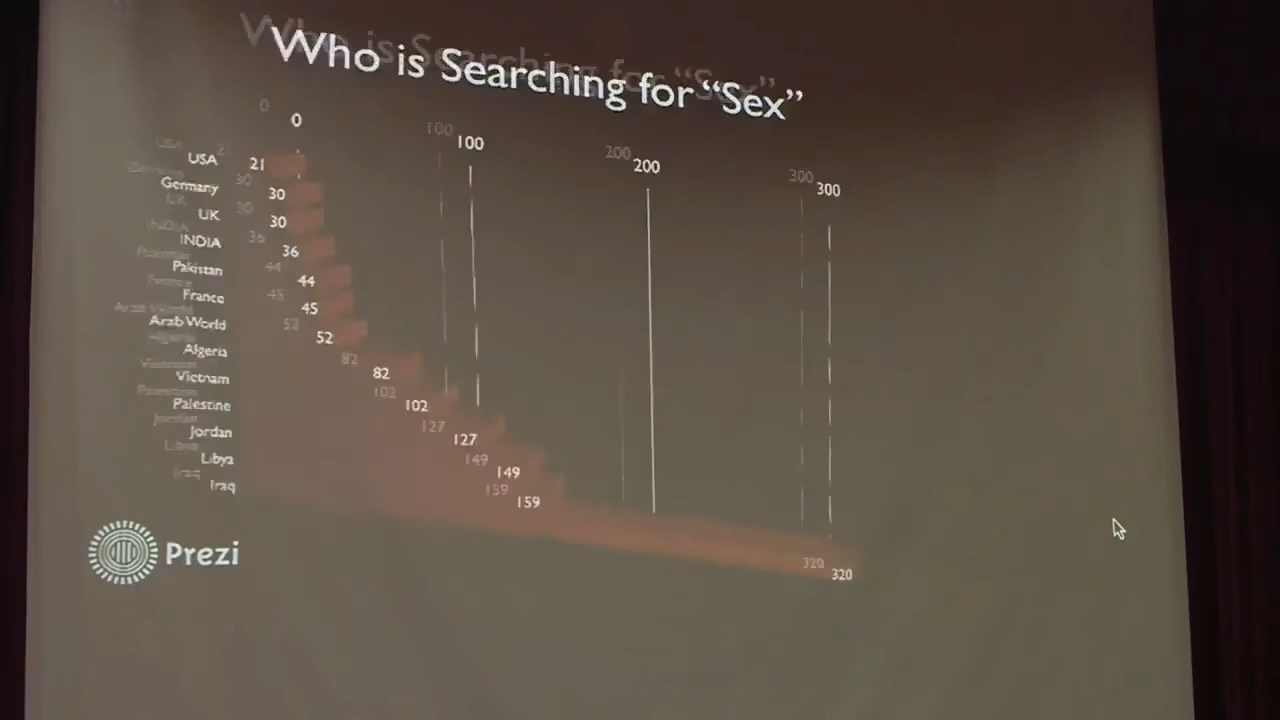 Who is Searching for “Sex”
0 100 200 300
USA 21
Germany 30
UK 30
INDIA 36
Pakistan 44
France 45
Arab World 52
Algeria 82
Vietnam 102
Palestine 127
Jordan 149
Libya 159
Iraq 320
Prezi